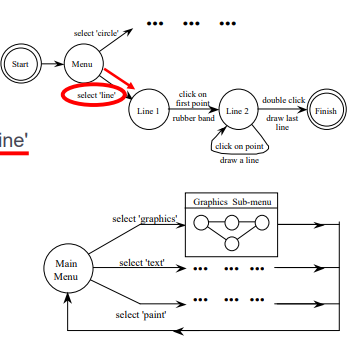 select 'circle'
... ... ...
Start
Menu
select 'line'
Line 1
click on
first point
rubber band
Line 2
double click
draw last
line
Finish
click on point
draw a line
ine'
Graphics Sub-menu
select 'graphics'
Main
Menu
select 'text'
... ... ...
... ... ...
select 'paint'